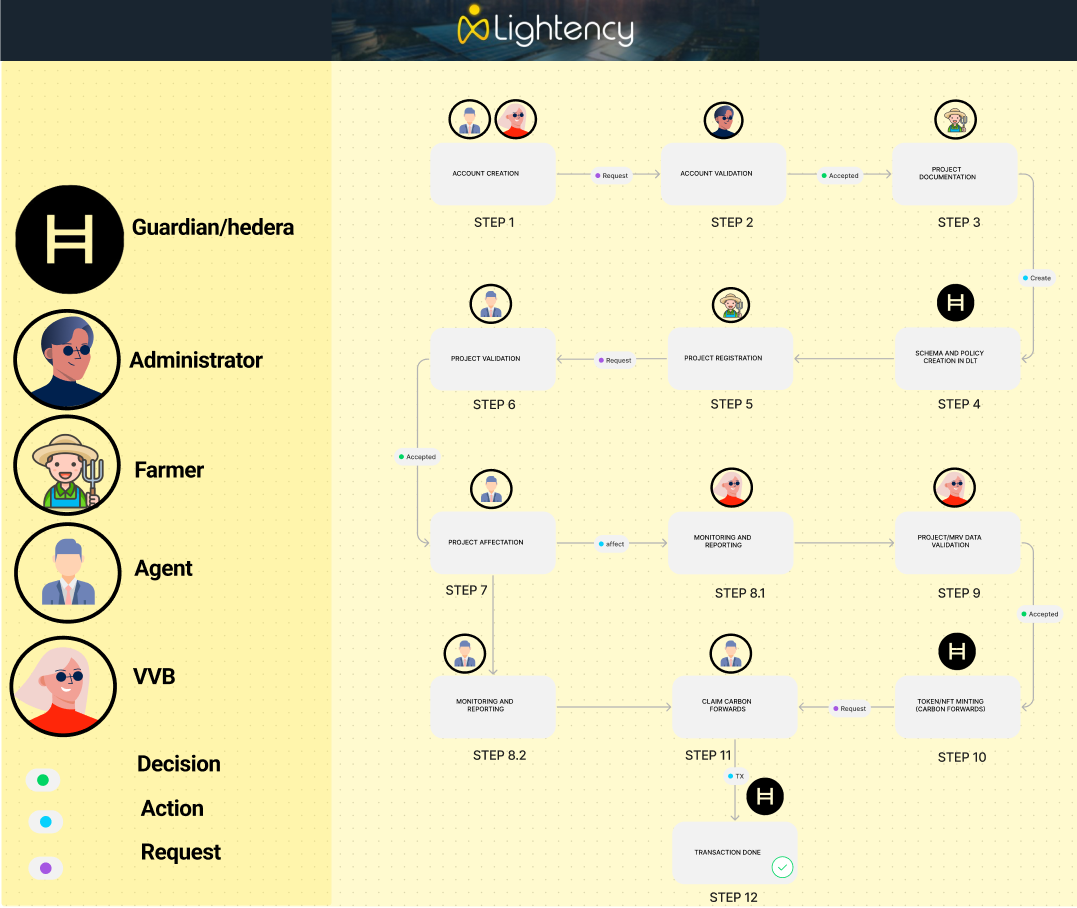 Lightency
Guardian/hedera
Administrator
Farmer
Agent
VVB
Decision
Action
Request
ACCOUNT CREATION
STEP 1
Request
ACCOUNT VALIDATION
STEP 2
Accepted
PROJECT
DOCUMENTATION
STEP 3
Create
SCHEMA AND POLICY
CREATION IN DLT
STEP 4
PROJECT REGISTRATION
STEP 5
Request
PROJECT VALIDATION
STEP 6
Accepted
PROJECT AFFECTATION
STEP 7
affect
MONITORING AND
REPORTING
STEP 8.1
PROJECT/MRV DATA
VALIDATION
STEP 9
Accepted
MONITORING AND
REPORTING
STEP 8.2
TOKEN/NFT MINTING
(CARBON FORWARDS)
STEP 10
Request
CLAIM CARBON
FORWARDS
STEP 11
TX
TRANSACTION DONE
STEP 12